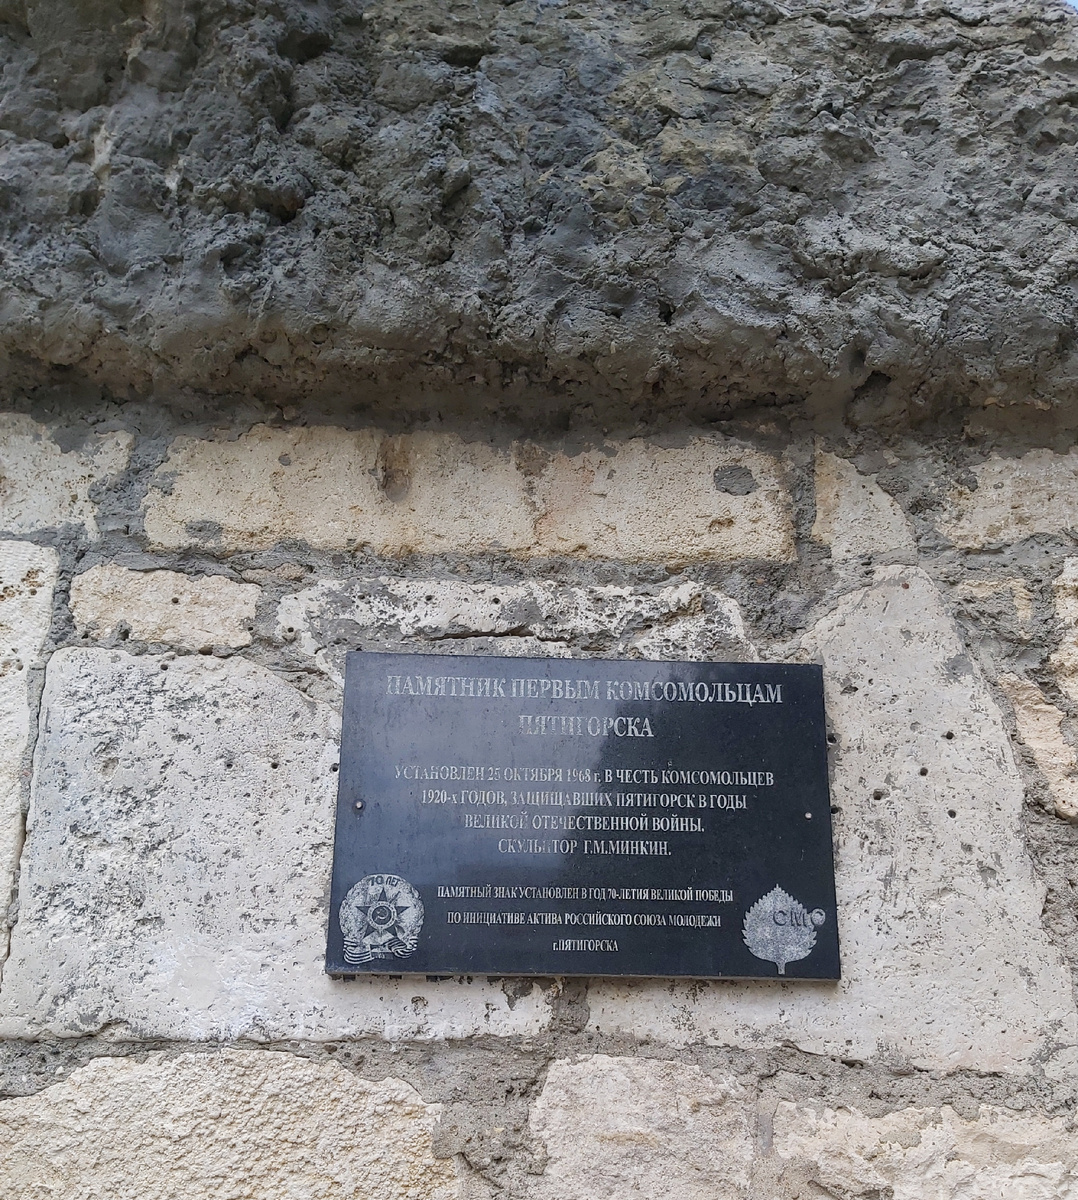 ПАМЯТНИК ПЕРВЫМ КОМСОМОЛЬЦАМ
ПЯТИГОРСКА
УСТАНОВЛЕН 25 ОКТЯБРЯ 1968 г. В ЧЕСТЬ КОМСОМОЛЬЦЕВ
1920-х ГОДОВ, ЗАЩИЩАВШИХ ПЯТИГОРСК В ГОДЫ
ВЕЛИКОЙ ОТЕЧЕСТВЕННОЙ ВОЙНЫ.
СКУЛЬПТОР Г.М.МИНКИН.
ПАМЯТНЫЙ ЗНАК УСТАНОВЛЕН В ГОД 70-ЛЕТИЯ ВЕЛИКОЙ ПОБЕДЫ
ПО ИНИЦИАТИВЕ АКТИВА РОССИЙСКОГО СОЮЗА МОЛОДЕЖИ
г.ПЯТИГОРСКА
70 ЛЕТ
СМО